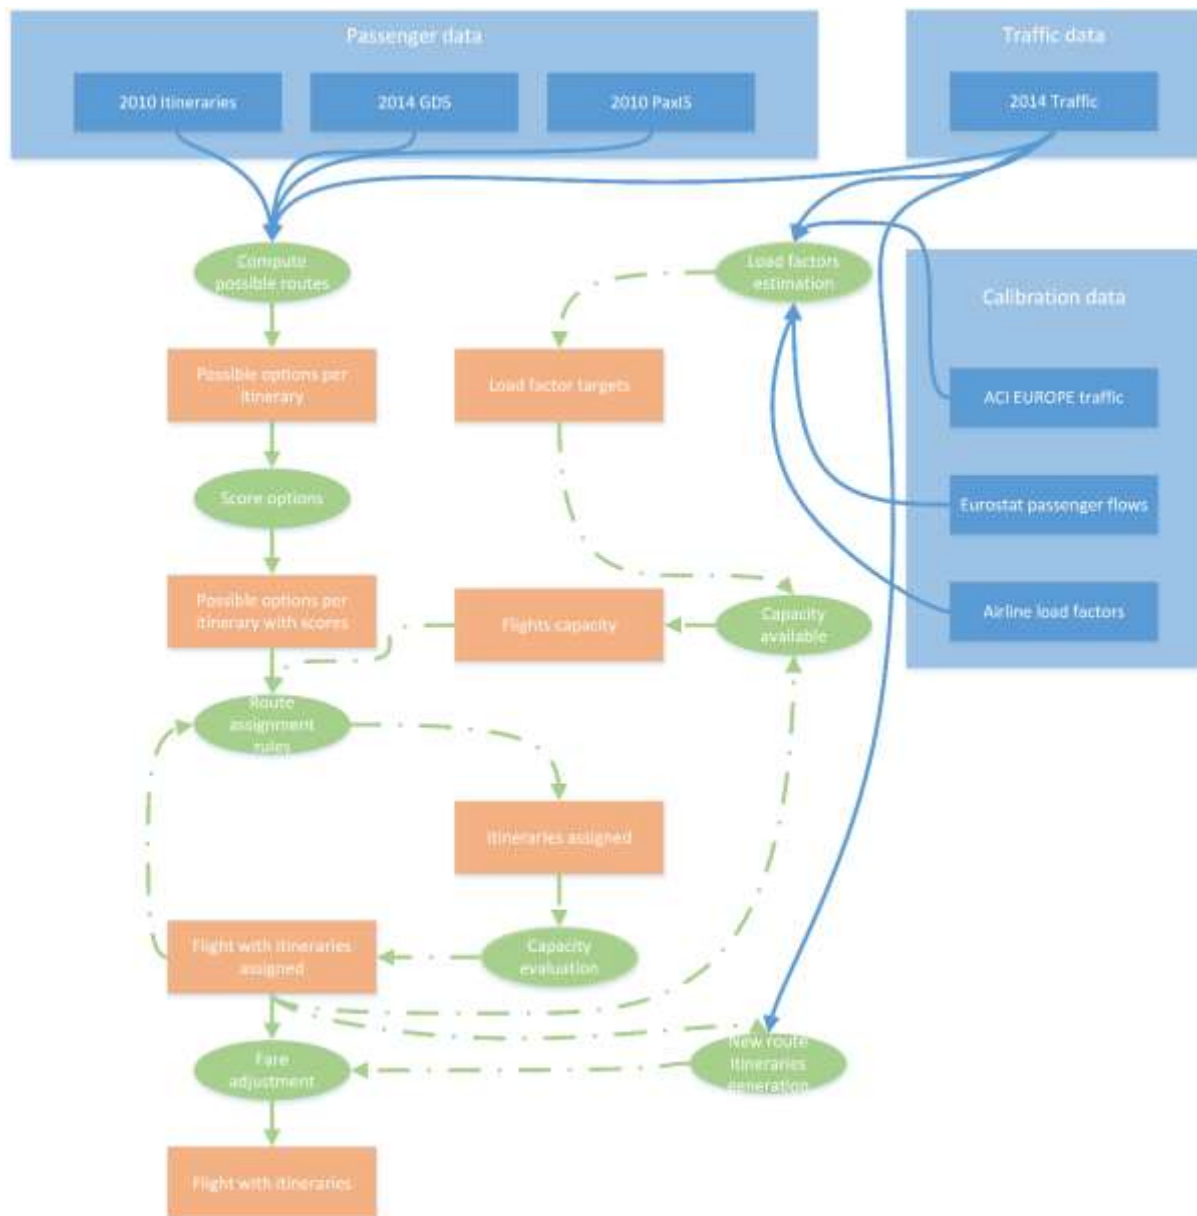 Passenger data
Traffic data
2010 Itineraries
2014 GDS
2010 PaxIS
2014 Traffic
Compute
possible routes
Load factors
estimation
Calibration data
Possible options per
itinerary
Load factor targets
ACI EUROPE traffic
Score options
Eurostat passenger flows
Possible options per
itinerary with scores
Flights capacity
Capacity
available
Airline load factors
Route
assignment
rules
Itineraries assigned
Flight with itineraries
assigned
Capacity
evaluation
Fare
adjustment
New route
itineraries
generation
Flight with itineraries